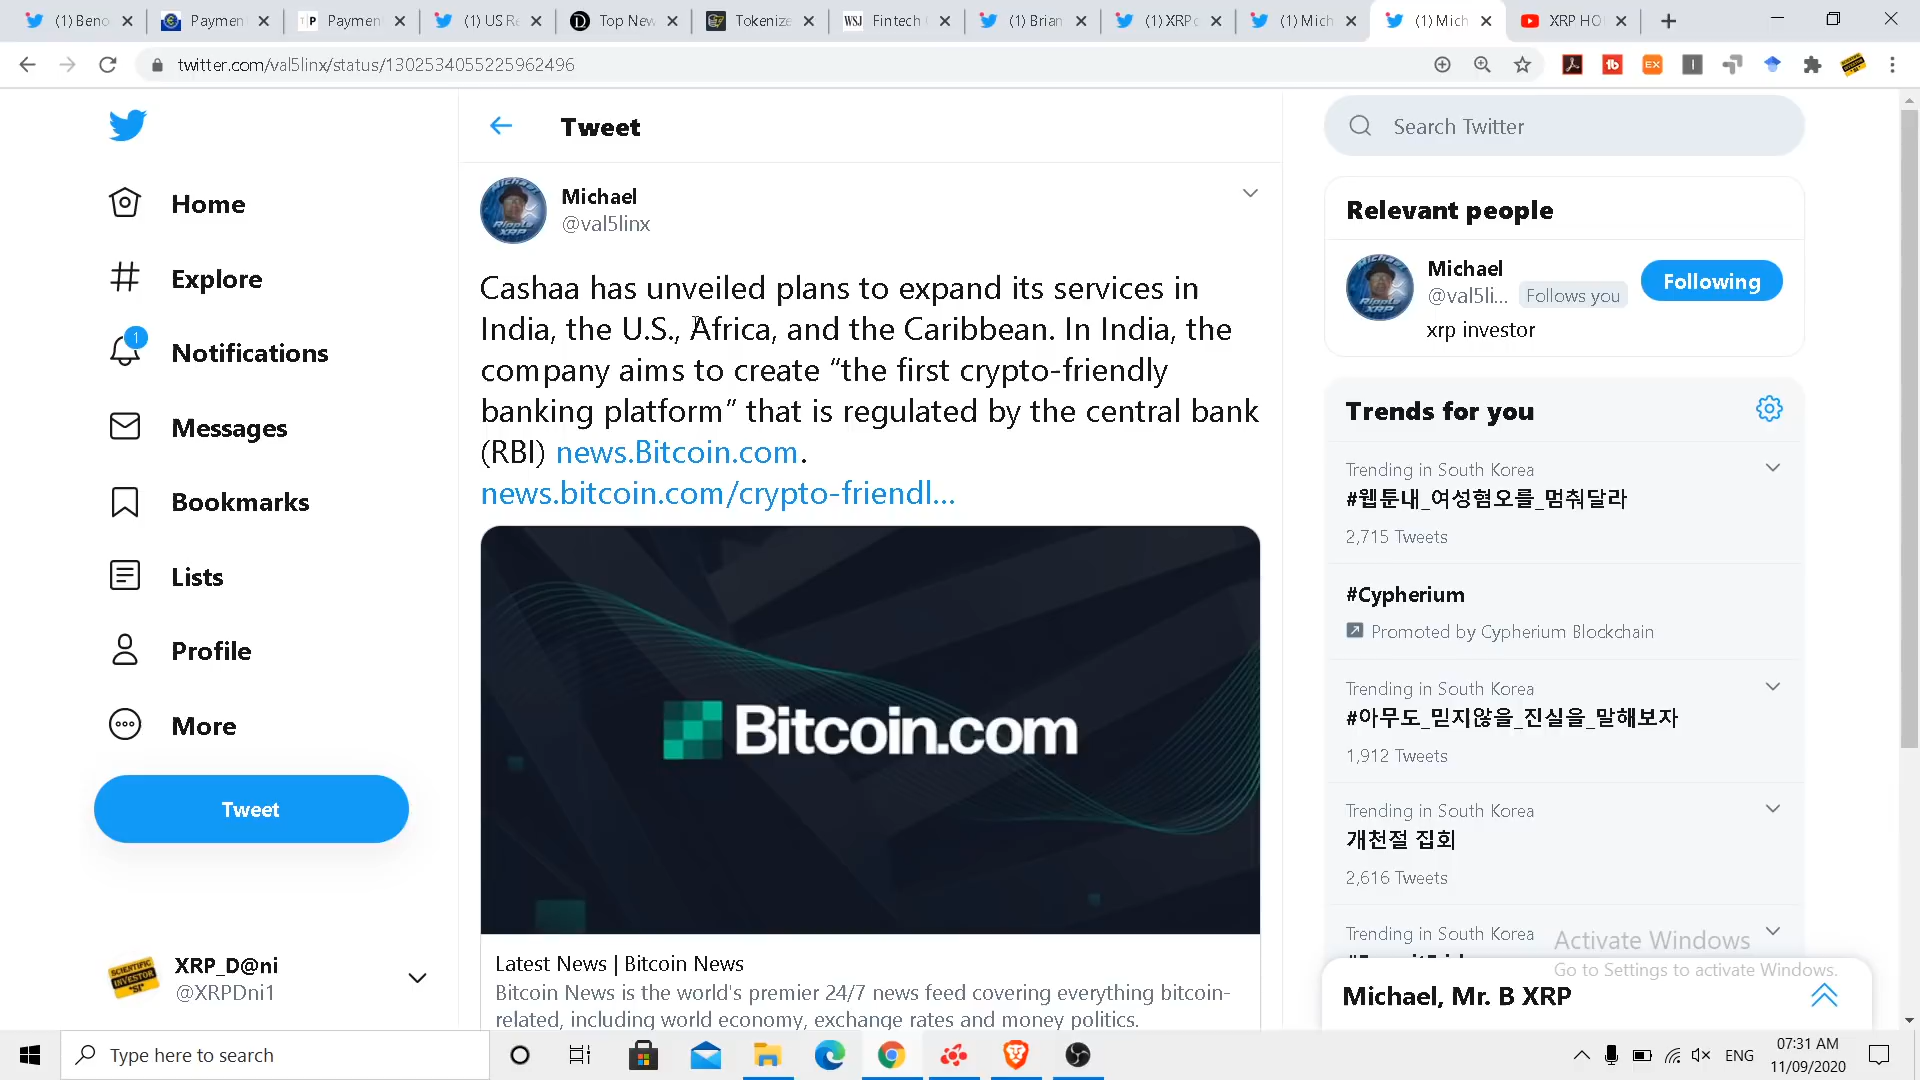 (1) Beno
Paymen
Paymen
(1) US Re
Top New
Tokenize
WSJ Fintech
(1) Brian
(1) XRP
(1) Mich
(1) Mich
XRP HO
twitter.com/val5linx/status/1302534055225962496
Home
Explore
1
Notifications
Messages
Bookmarks
Lists
Profile
More
Tweet
XRP_D@ni
@XRPDni1
Tweet
Michael
@val5linx
Cashaa has unveiled plans to expand its services in
India, the U.S., Africa, and the Caribbean. In India, the
company aims to create “the first crypto-friendly
banking platform” that is regulated by the central bank
(RBI) news.Bitcoin.com.
news.bitcoin.com/crypto-friendl...
Bitcoin.com
Latest News | Bitcoin News
Bitcoin News is the world's premier 24/7 news feed covering everything bitcoin-
related, including world economy, exchange rates and money politics.
Search Twitter
Relevant people
Michael
@val5li... Follows you
Following
xrp investor
Trends for you
Trending in South Korea
#웹툰내_여성혐오를_멈춰달라
2,715 Tweets
#Cypherium
Promoted by Cypherium Blockchain
Trending in South Korea
#아무도_믿지않을_진실을_말해보자
1,912 Tweets
Trending in South Korea
개천절 집회
2,616 Tweets
Trending in South Korea
Activate Windows
Go to Settings to activate Windows.
Michael, Mr. B XRP
Type here to search
ENG
07:31 AM
11/09/2020